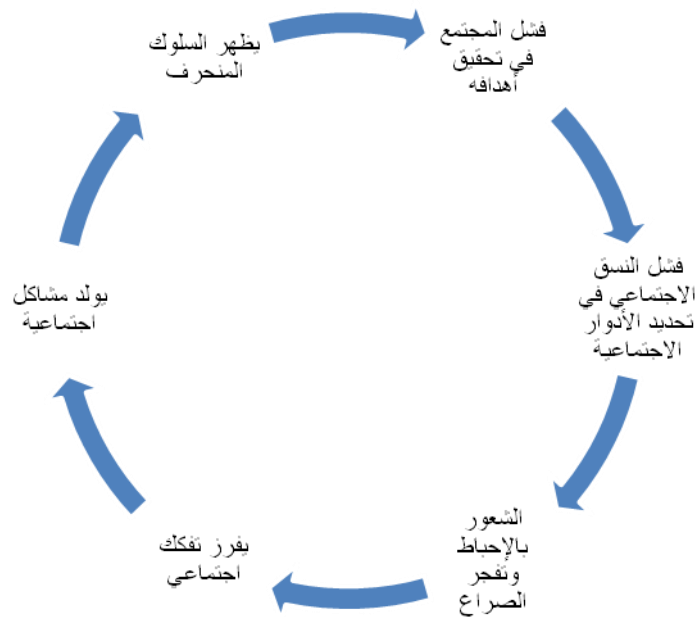 فشل المجتمع
في تحقيق
أهدافه
فشل النسق
الاجتماعي في
تحديد الأدوار
الاجتماعية
الشعور
بالإحباط
وتفجر
الصراع
يفرز تفكك
اجتماعي
يولد مشاكل
اجتماعية
يظهر السلوك
المنحرف